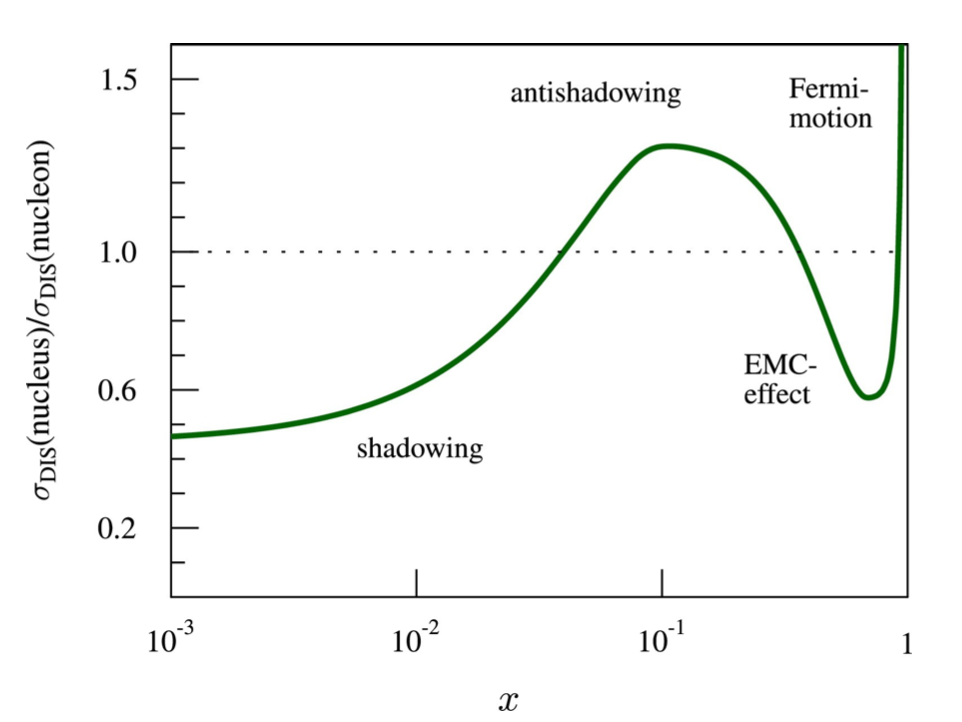 σDIS(nucleus)/σDIS(nucleon)
1.5
1.0
0.6
0.2
antishadowing
Fermi-
motion
EMC-
effect
shadowing
10-3
10-2
10-1
1
x